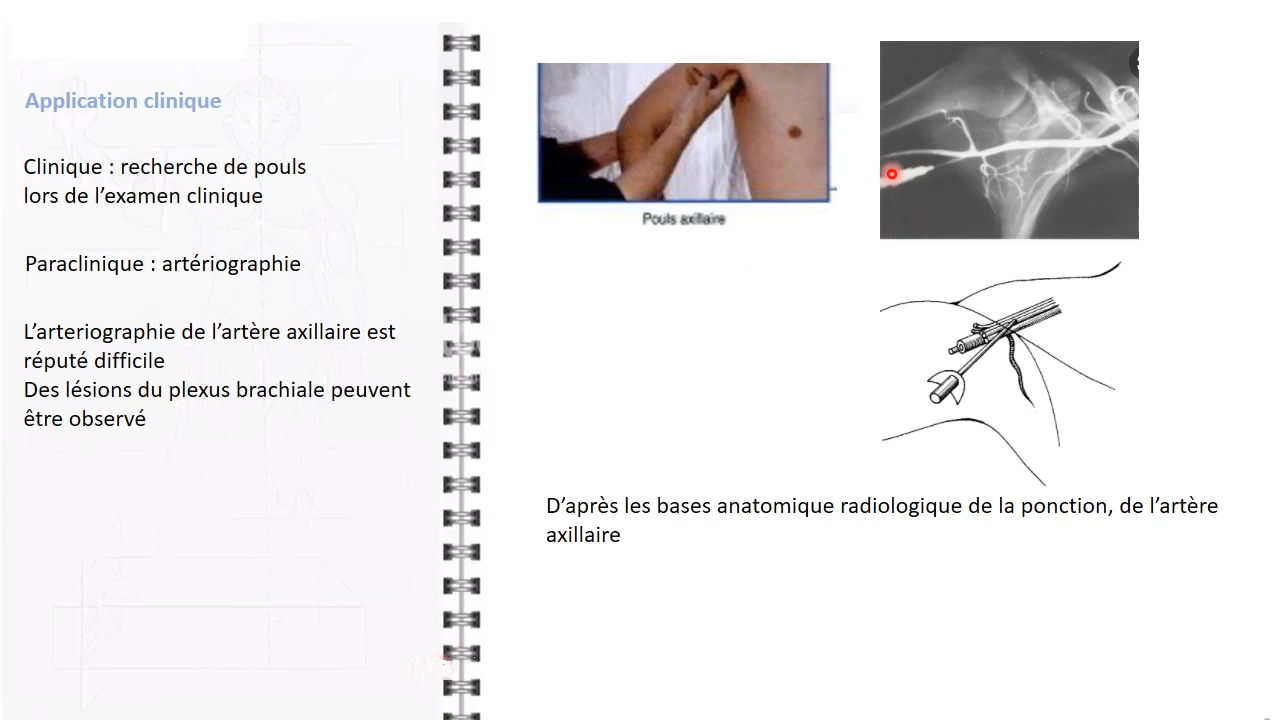 Application clinique
Clinique : recherche de pouls
lors de l’examen clinique
Paraclinique : artériographie
L’arteriographie de l’artère axillaire est
réputé difficile
Des lésions du plexus brachiale peuvent
être observé
Pouls axillaire
D’après les bases anatomique radiologique de la ponction, de l’artère
axillaire